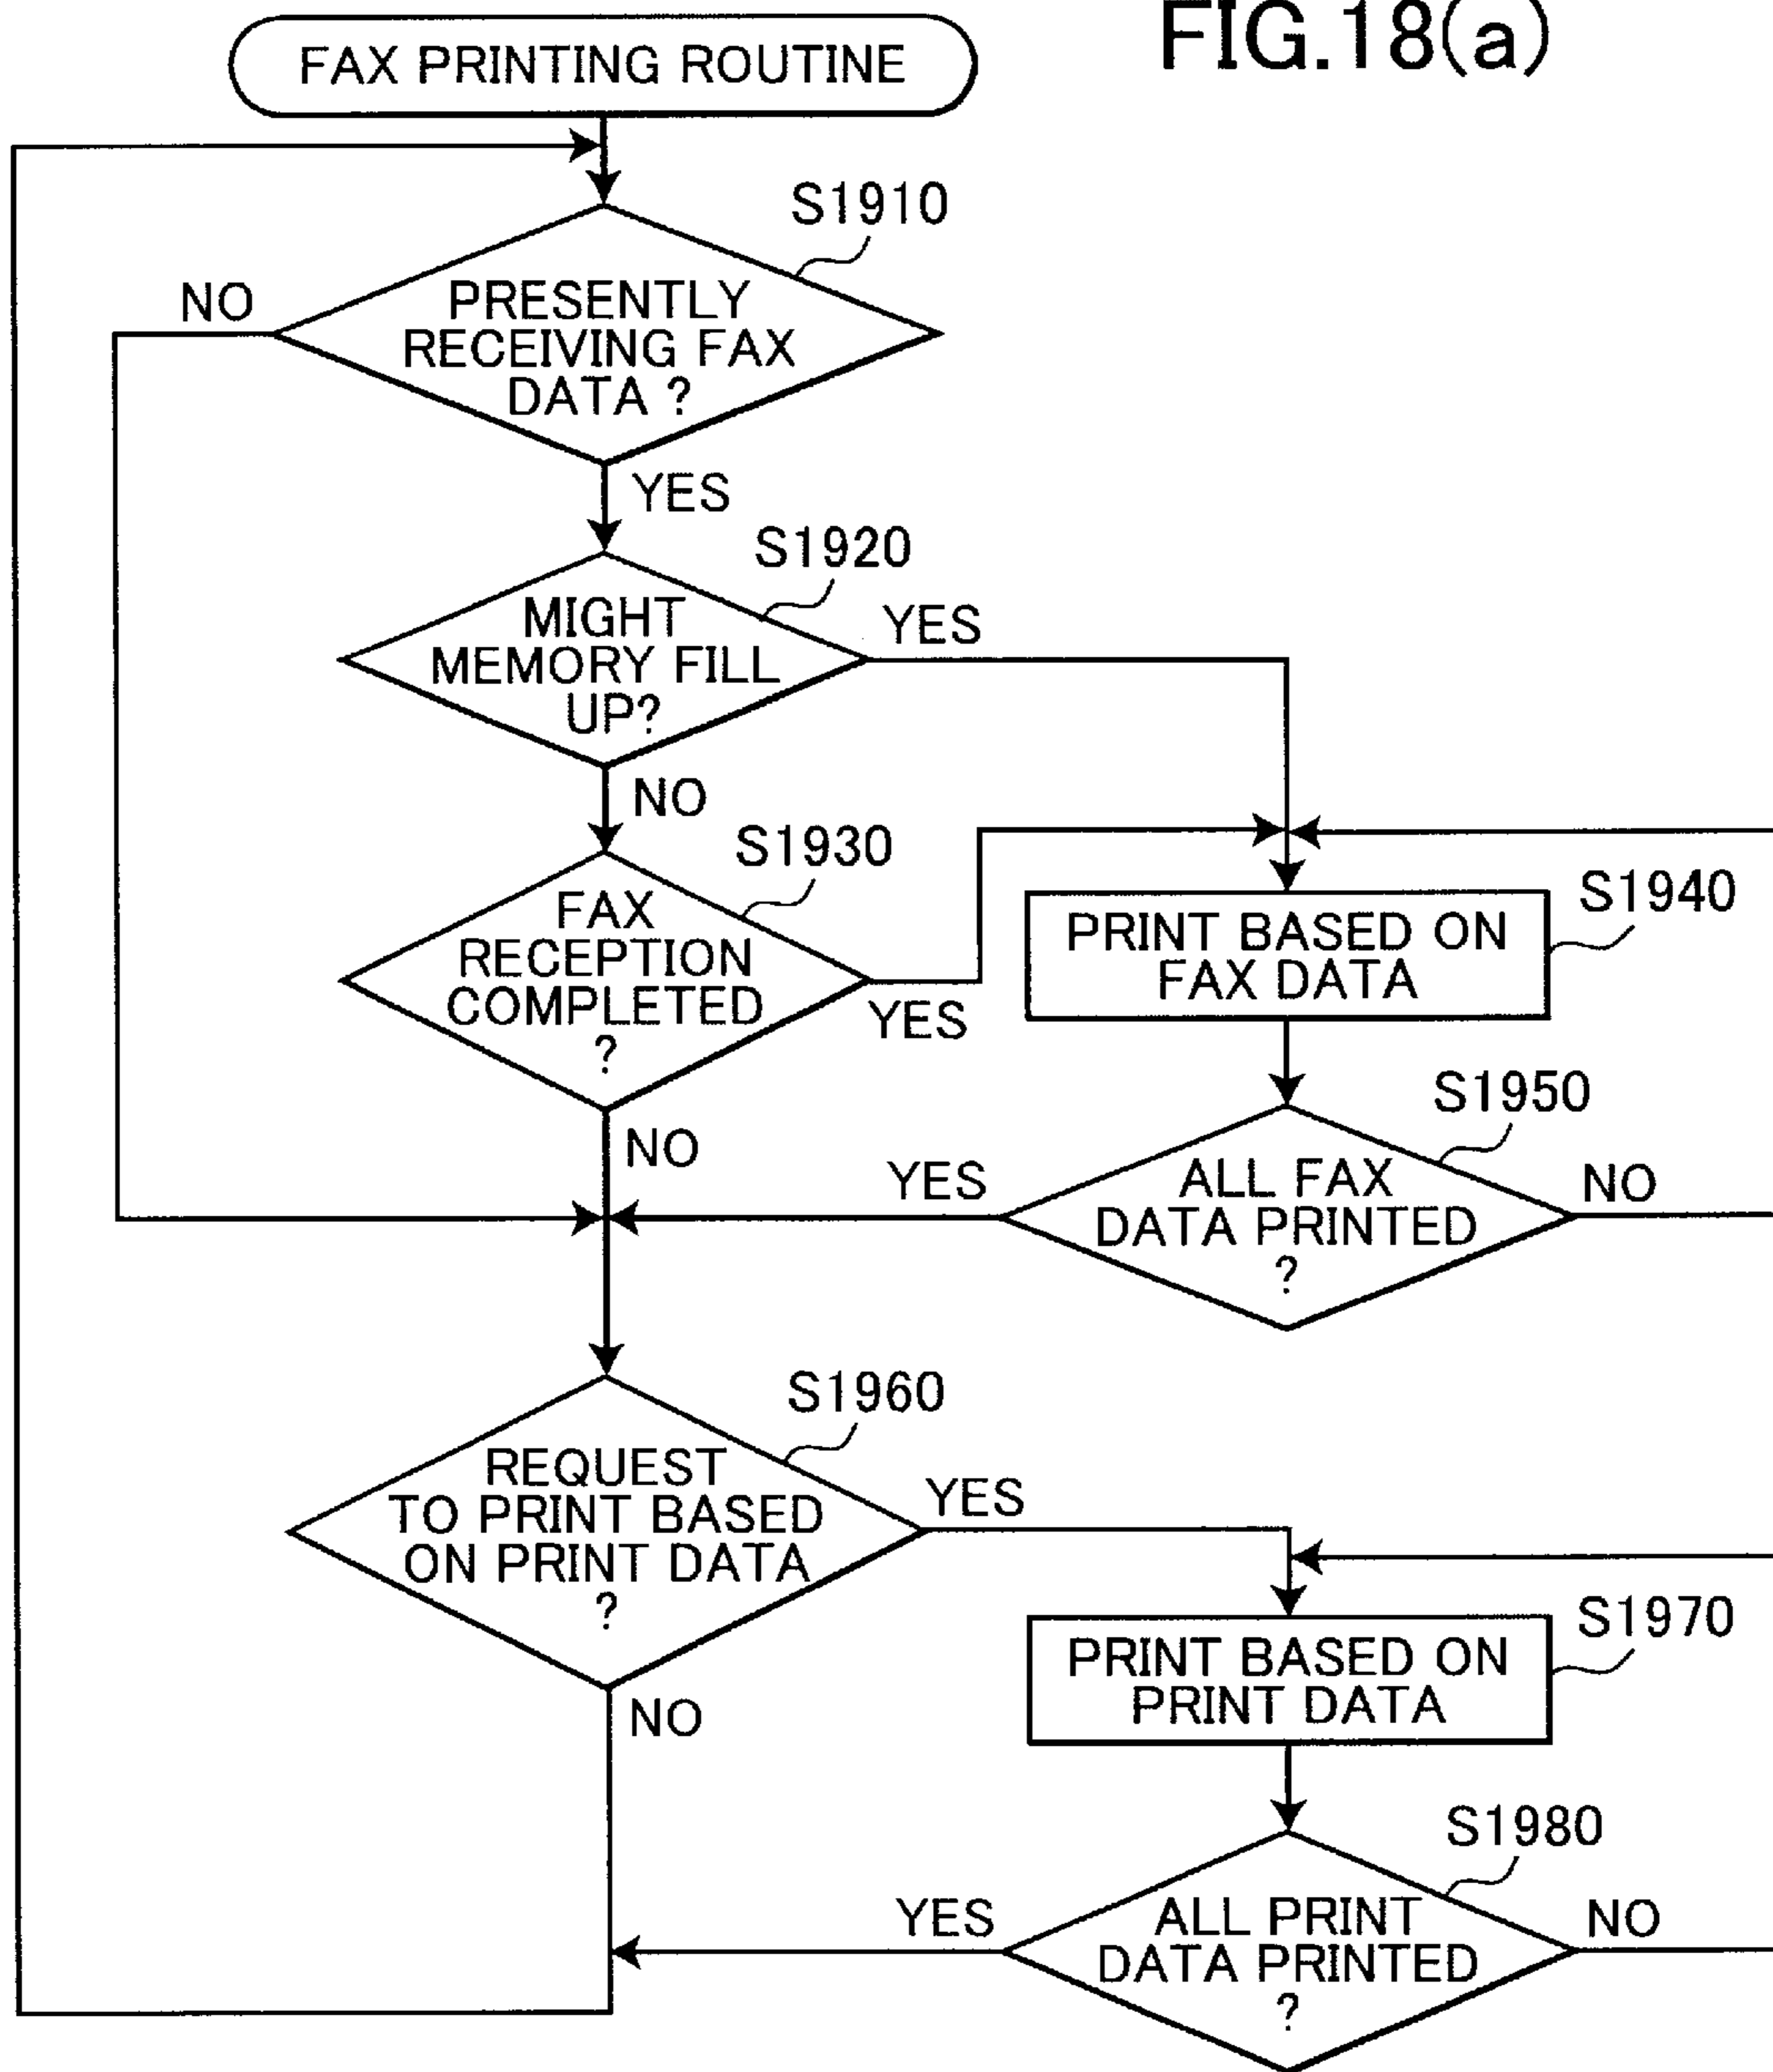 FIG.18(a)
FAX PRINTING ROUTINE
S1910
NO
PRESENTLY
RECEIVING FAX
DATA ?
YES
S1920
MIGHT
MEMORY FILL
UP?
YES
NO
S1930
FAX
RECEPTION
COMPLETED
?
YES
S1940
PRINT BASED ON
FAX DATA
NO
S1950
YES
ALL FAX
DATA PRINTED
?
NO
S1960
REQUEST
TO PRINT BASED
ON PRINT DATA
?
YES
S1970
PRINT BASED ON
PRINT DATA
NO
S1980
YES
ALL PRINT
DATA PRINTED
?
NO